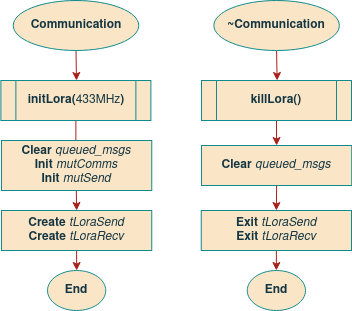 Communication
initLora(433MHz)
Clear queued_msgs
Init mutComms
Init mutSend
Create tLoraSend
Create tLoraRecv
End
~Communication
killLora()
Clear queued_msgs
Exit tLoraSend
Exit tLoraRecv
End